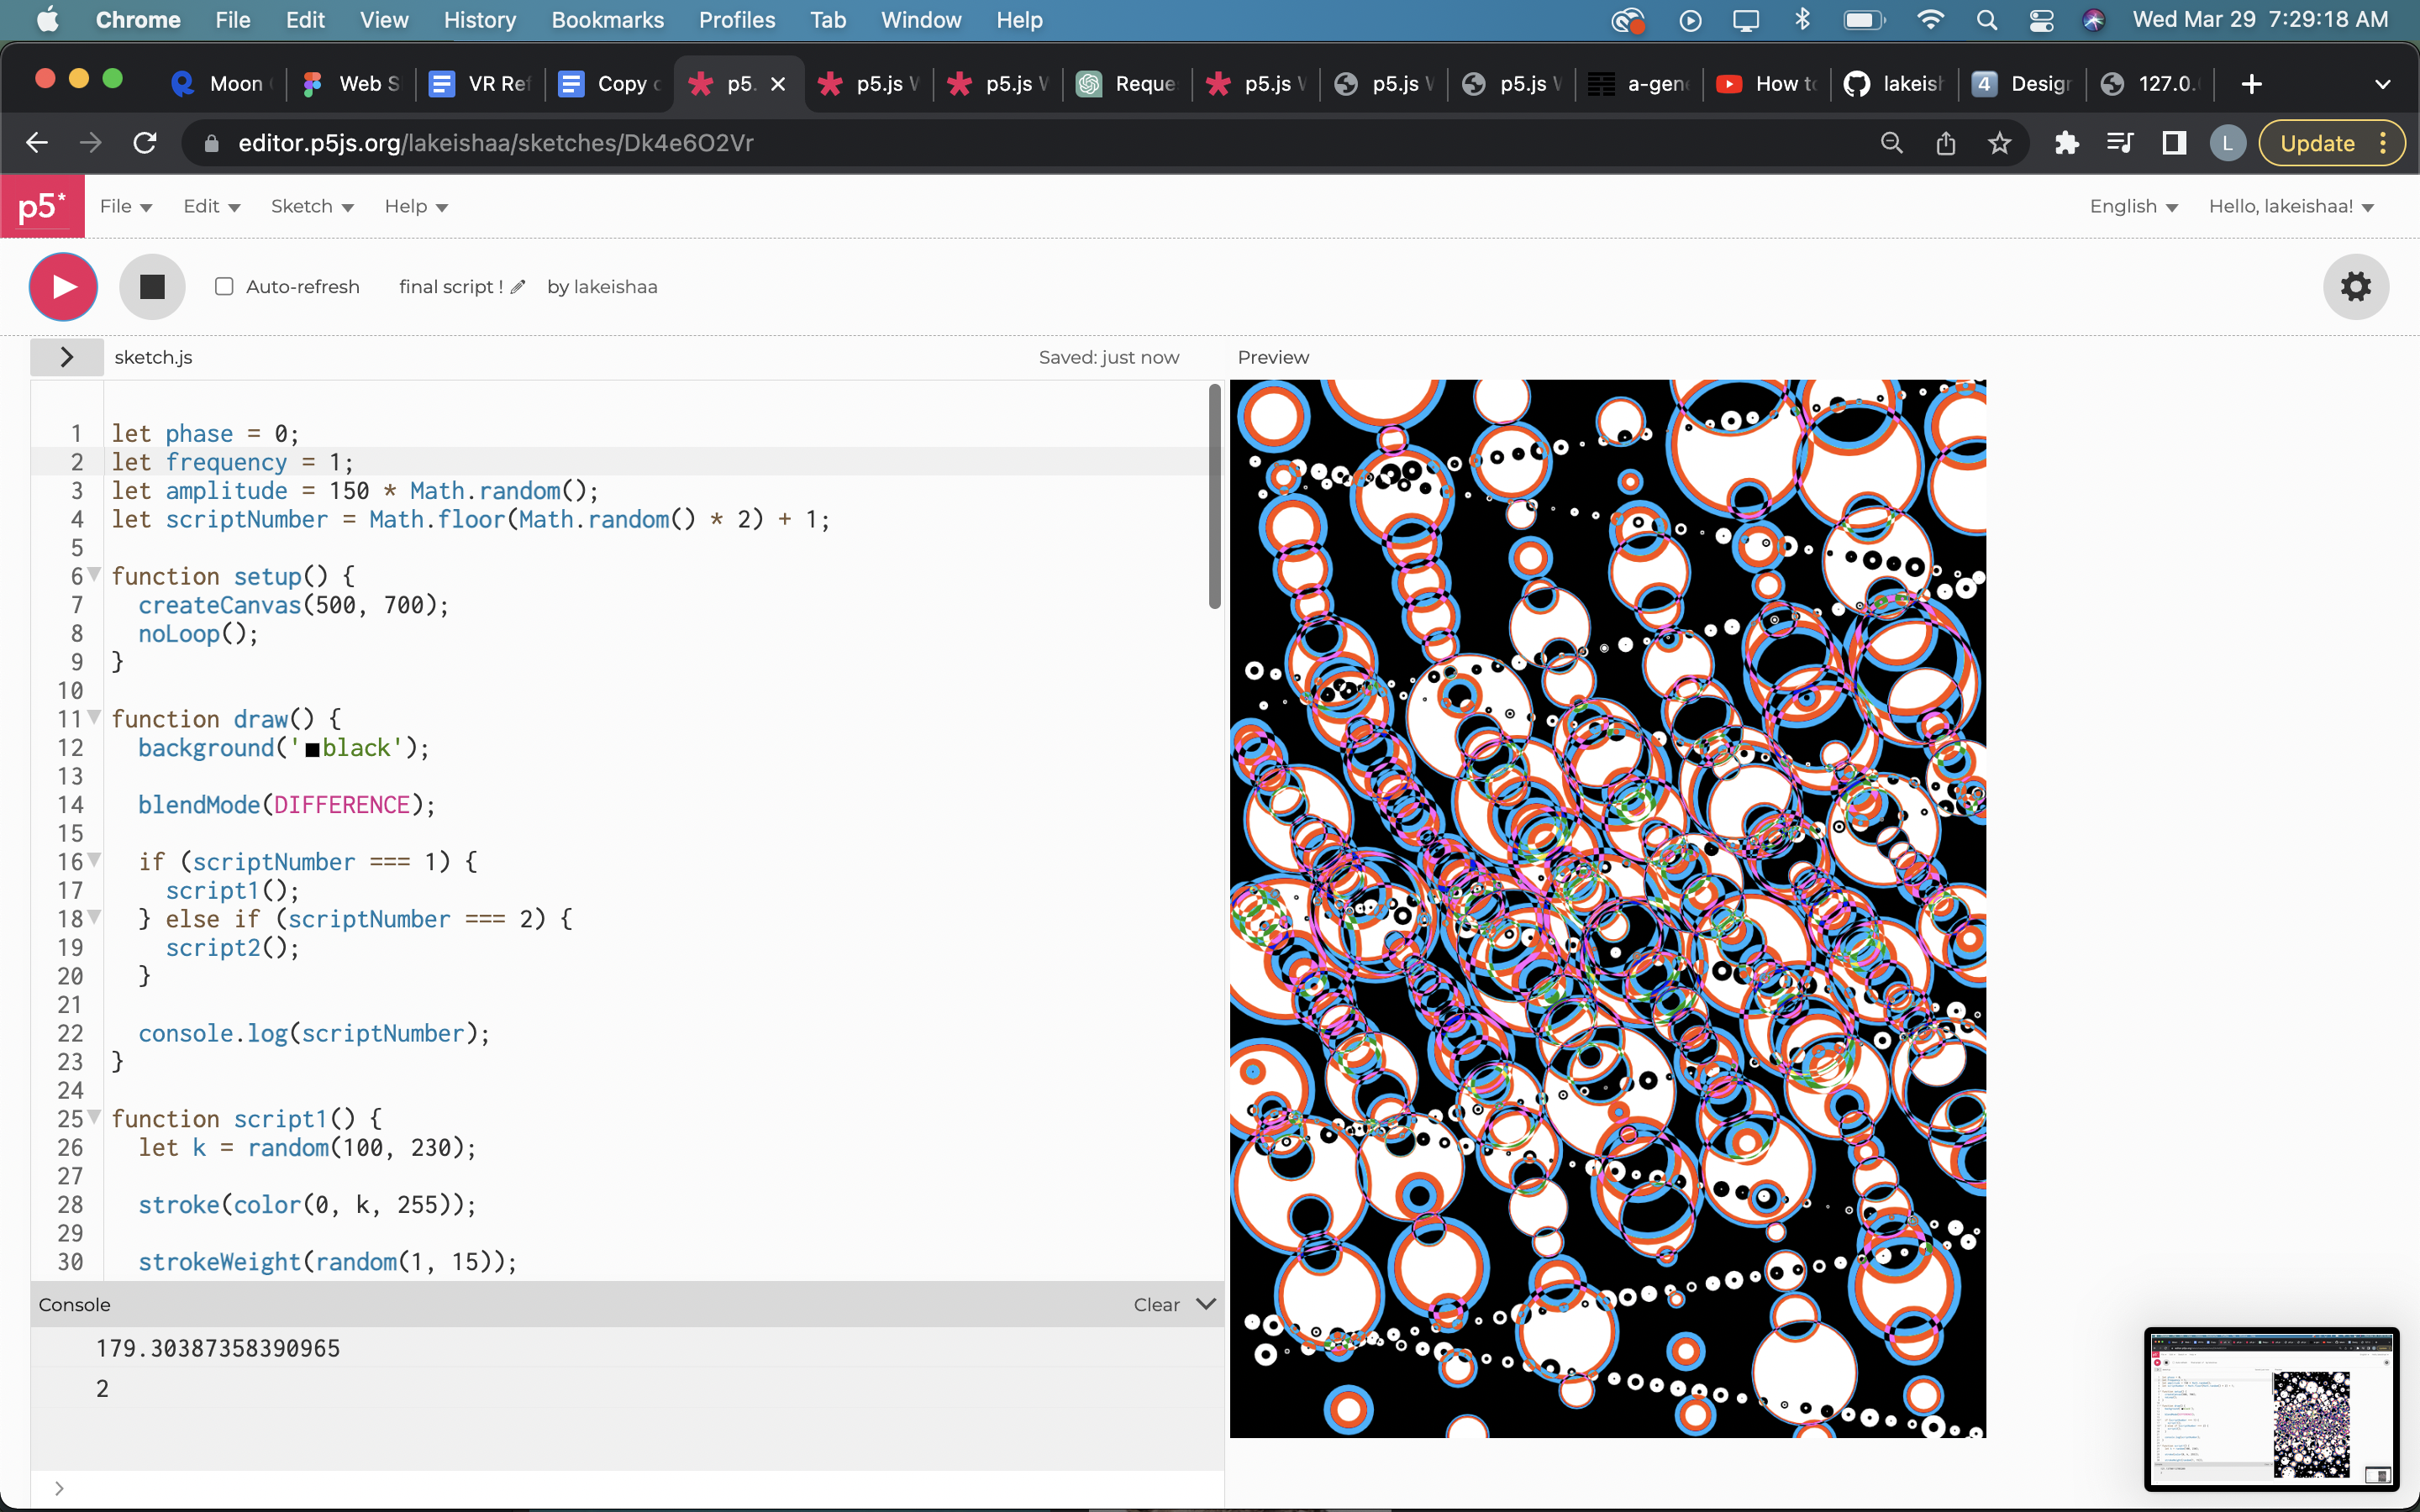 Chrome File Edit View History Bookmarks Profiles Tab Window Help Wed Mar 29 7:29:18 AM
Moon Web S VR Ref Copy p5. p5.js p5.js Reque p5.js p5.js p5.js a-gen How to lakeish 4 Design 127.0.
editor.p5js.org/lakeishaa/sketches/Dk4e6O2Vr L Update
p5* File Edit Sketch Help English Hello, lakeishaa!
Auto-refresh final script ! by lakeishaa
sketch.js Saved: just now Preview
1 let phase = 0;
2 let frequency = 1;
3 let amplitude = 150 * Math.random();
4 let scriptNumber = Math.floor(Math.random() * 2) + 1;
5
6 function setup() {
7 createCanvas(500, 700);
8 noLoop();
9 }
10
11 function draw() {
12 background('black');
13
14 blendMode(DIFFERENCE);
15
16 if (scriptNumber === 1) {
17 script1();
18 } else if (scriptNumber === 2) {
19 script2();
20 }
21
22 console.log(scriptNumber);
23 }
24
25 function script1() {
26 let k = random(100, 230);
27
28 stroke(color(0, k, 255));
29
30 strokeWeight(random(1, 15));
Console Clear
179.30387358390965
2